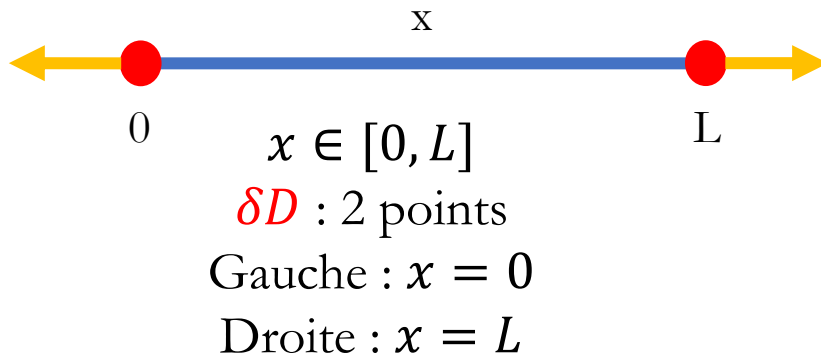 x
0 L
x ∈ [0, L]
δD : 2 points
Gauche : x = 0
Droite : x = L